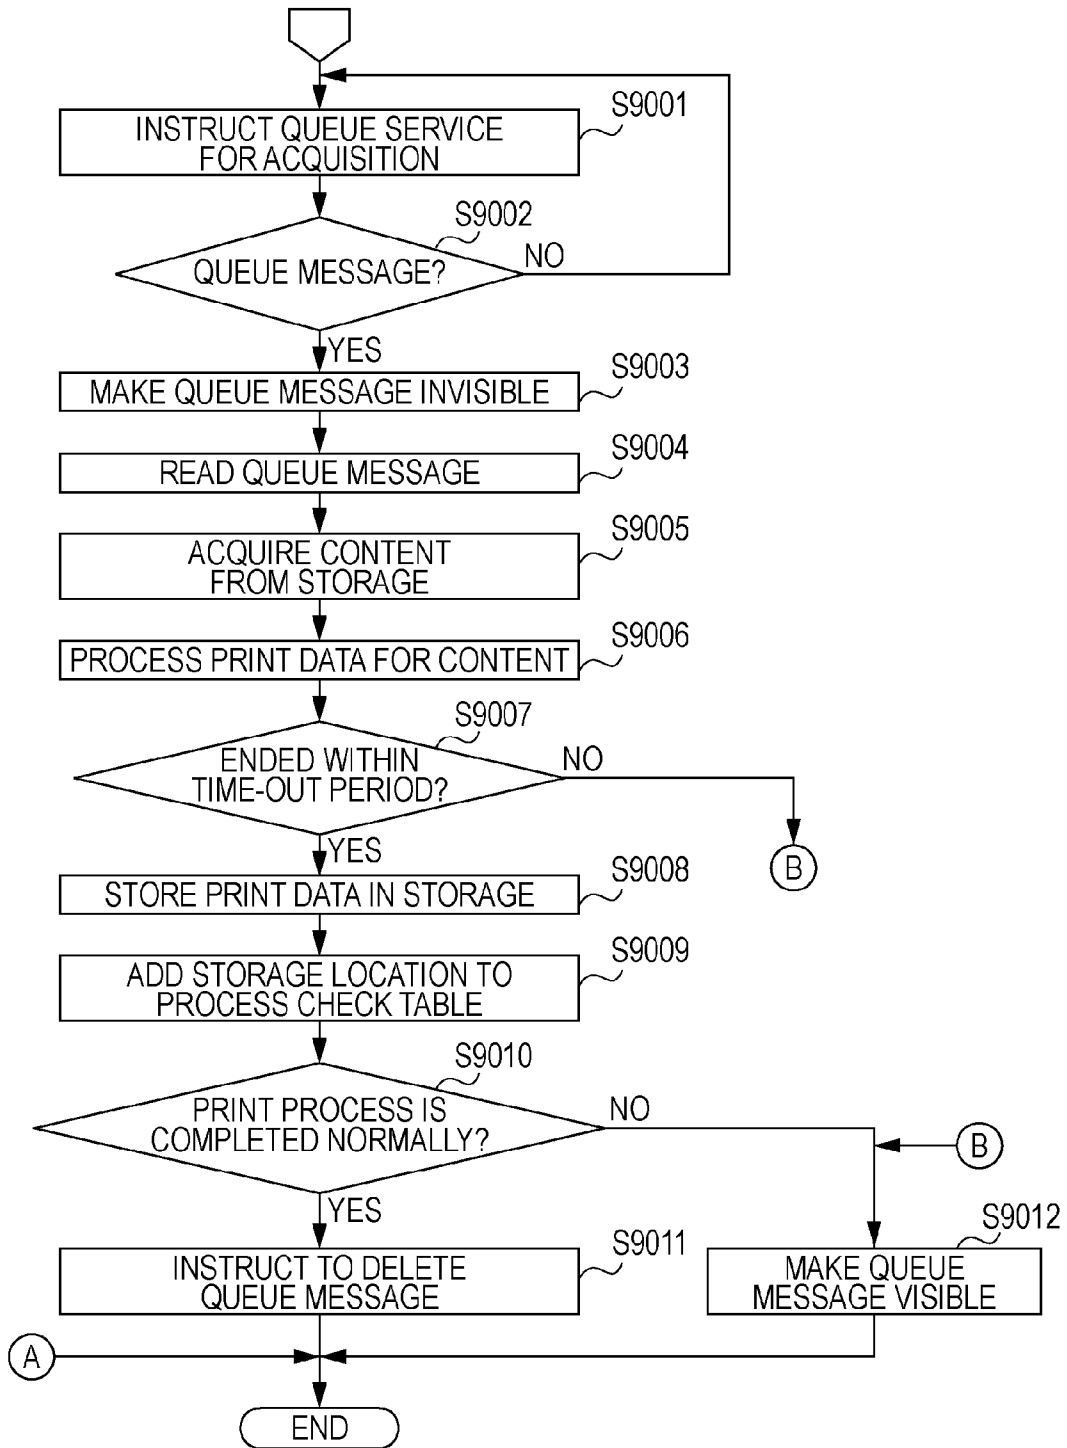 S9001
INSTRUCT QUEUE SERVICE
FOR ACQUISITION
S9002
QUEUE MESSAGE?
NO
YES
S9003
MAKE QUEUE MESSAGE INVISIBLE
S9004
READ QUEUE MESSAGE
S9005
ACQUIRE CONTENT
FROM STORAGE
S9006
PROCESS PRINT DATA FOR CONTENT
S9007
ENDED WITHIN
TIME-OUT PERIOD?
NO
YES
B
S9008
STORE PRINT DATA IN STORAGE
S9009
ADD STORAGE LOCATION TO
PROCESS CHECK TABLE
S9010
PRINT PROCESS IS
COMPLETED NORMALLY?
NO
B
YES
S9011
INSTRUCT TO DELETE
QUEUE MESSAGE
S9012
MAKE QUEUE
MESSAGE VISIBLE
A
END